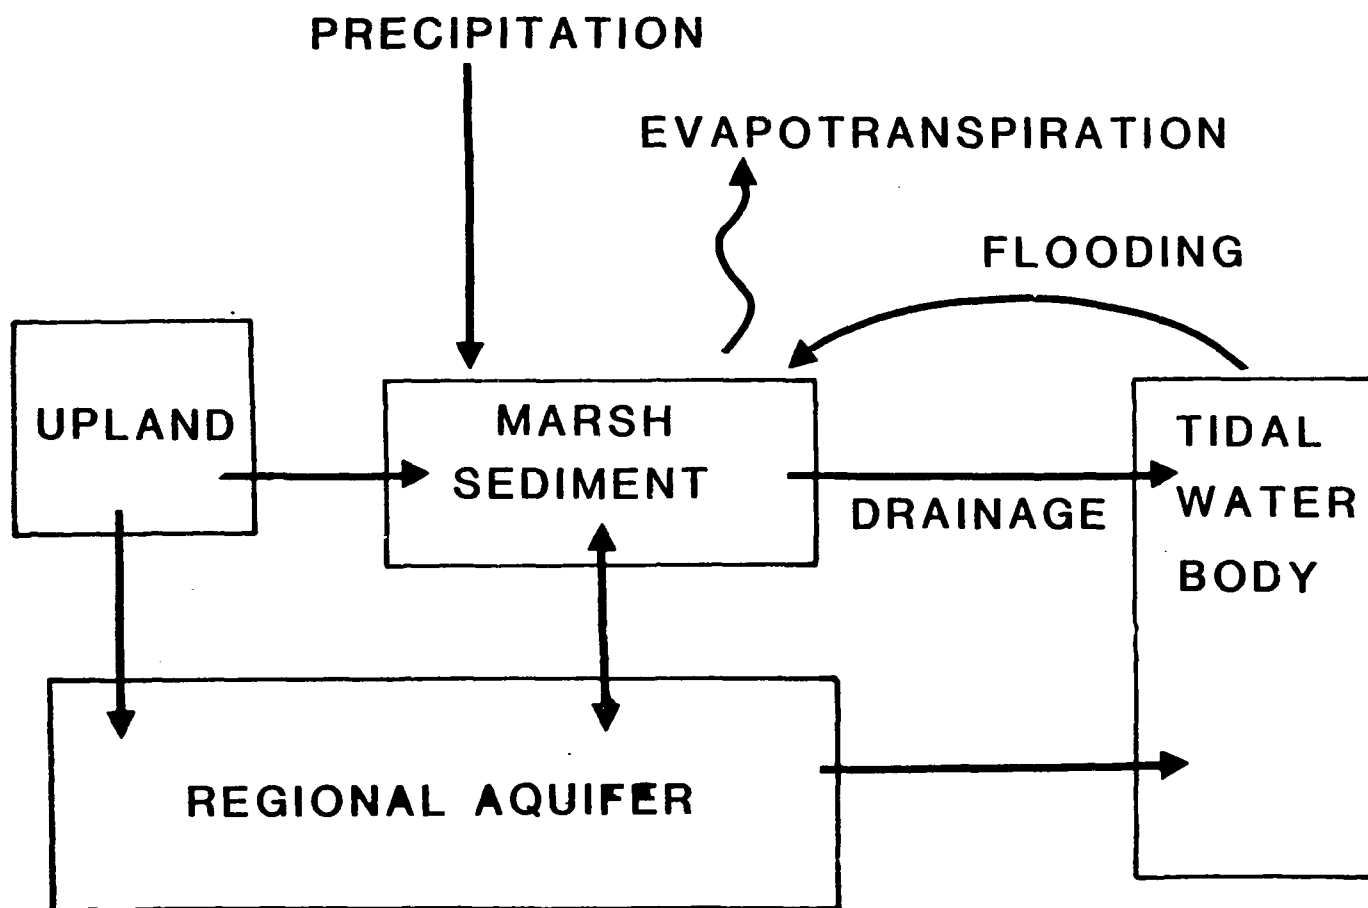 PRECIPITATION
EVAPOTRANSPIRATION
FLOODING
UPLAND
MARSH
SEDIMENT
DRAINAGE
TIDAL
WATER
BODY
REGIONAL AQUIFER